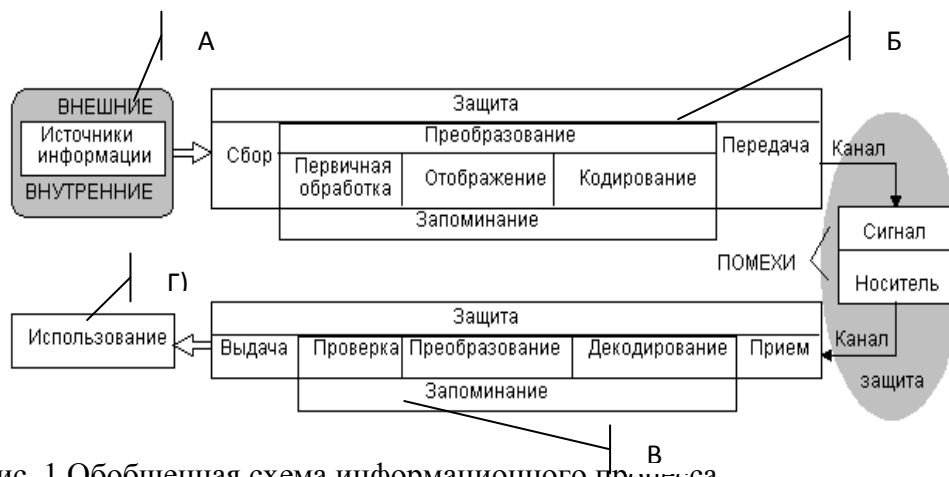 А
Б
ВНЕШНИЕ
Источники
информации
ВНУТРЕННИЕ
Защита
Сбор
Преобразование
Первичная
обработка
Отображение
Кодирование
Запоминание
Передача
Канал
Сигнал
Носитель
ПОМЕХИ
Канал
защита
Г)
Использование
Защита
Выдача
Проверка
Преобразование
Декодирование
Прием
Запоминание
В
1 Обобщенная схема информационного